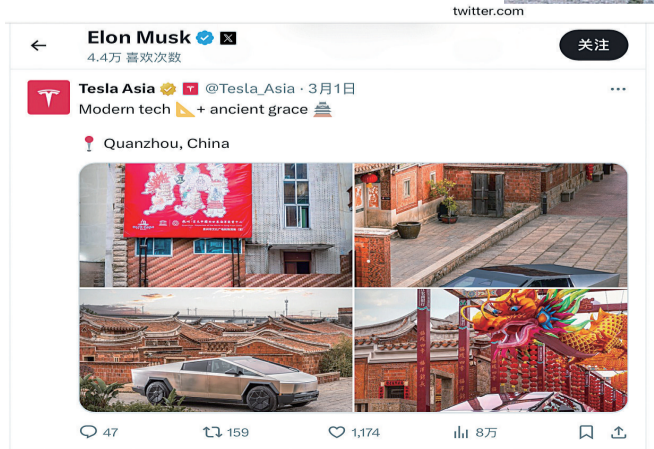 twitter.com
Elon Musk
4.4万 喜欢次数
关注
Tesla Asia @Tesla_Asia · 3月1日
Modern tech 📐+ ancient grace 🏯
📍 Quanzhou, China
47
159
1,174
8万